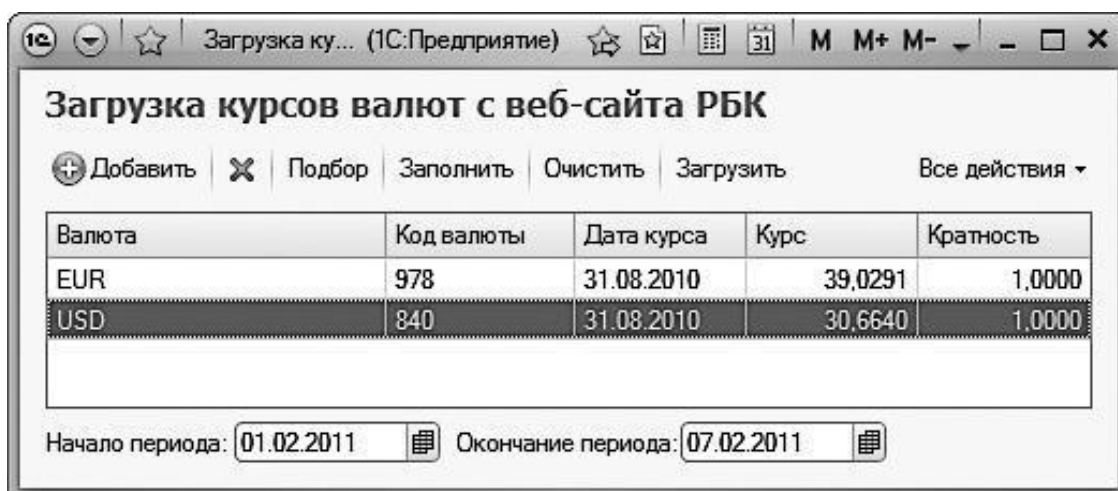 1С Загрузка ку... (1С:Предприятие) 31 M M+ M-
Загрузка курсов валют с веб-сайта РБК
Добавить Подбор Заполнить Очистить Загрузить Все действия
Валюта Код валюты Дата курса Курс Кратность
EUR 978 31.08.2010 39,0291 1,0000
USD 840 31.08.2010 30,6640 1,0000
Начало периода: 01.02.2011 Окончание периода: 07.02.2011